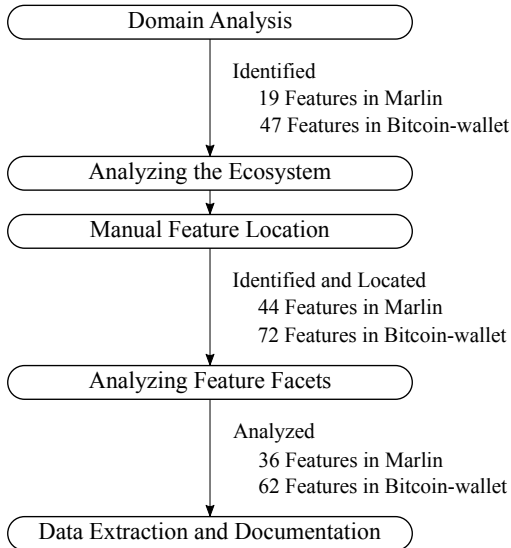 Domain Analysis
Identified
19 Features in Marlin
47 Features in Bitcoin-wallet
Analyzing the Ecosystem
Manual Feature Location
Identified and Located
44 Features in Marlin
72 Features in Bitcoin-wallet
Analyzing Feature Facets
Analyzed
36 Features in Marlin
62 Features in Bitcoin-wallet
Data Extraction and Documentation